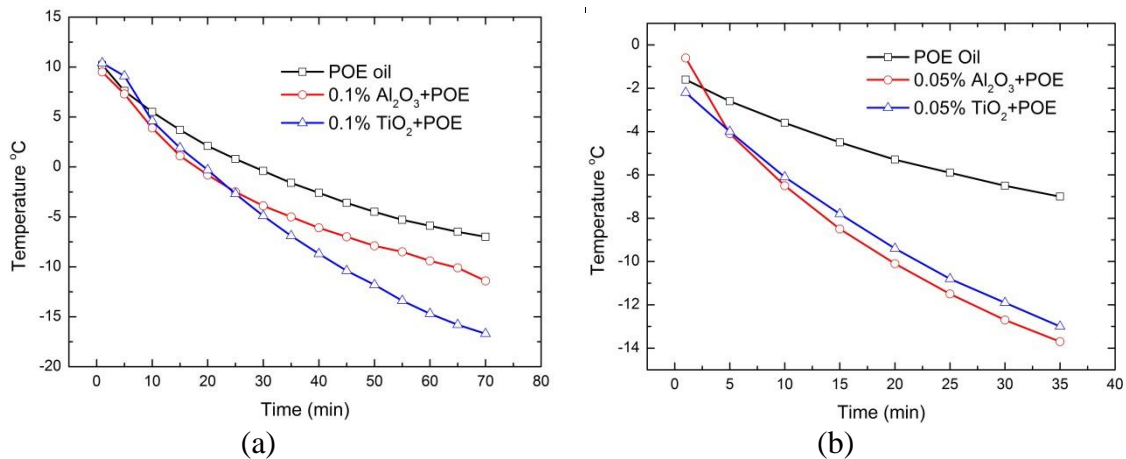 15
10
5
0
-5
-10
-15
-20
Temperature °C
POE oil
0.1% Al₂O₃+POE
0.1% TiO₂+POE
0 10 20 30 40 50 60 70 80
Time (min)
(a)
0
-2
-4
-6
-8
-10
-12
-14
Temperature °C
POE Oil
0.05% Al₂O₃+POE
0.05% TiO₂+POE
0 5 10 15 20 25 30 35 40
Time (min)
(b)